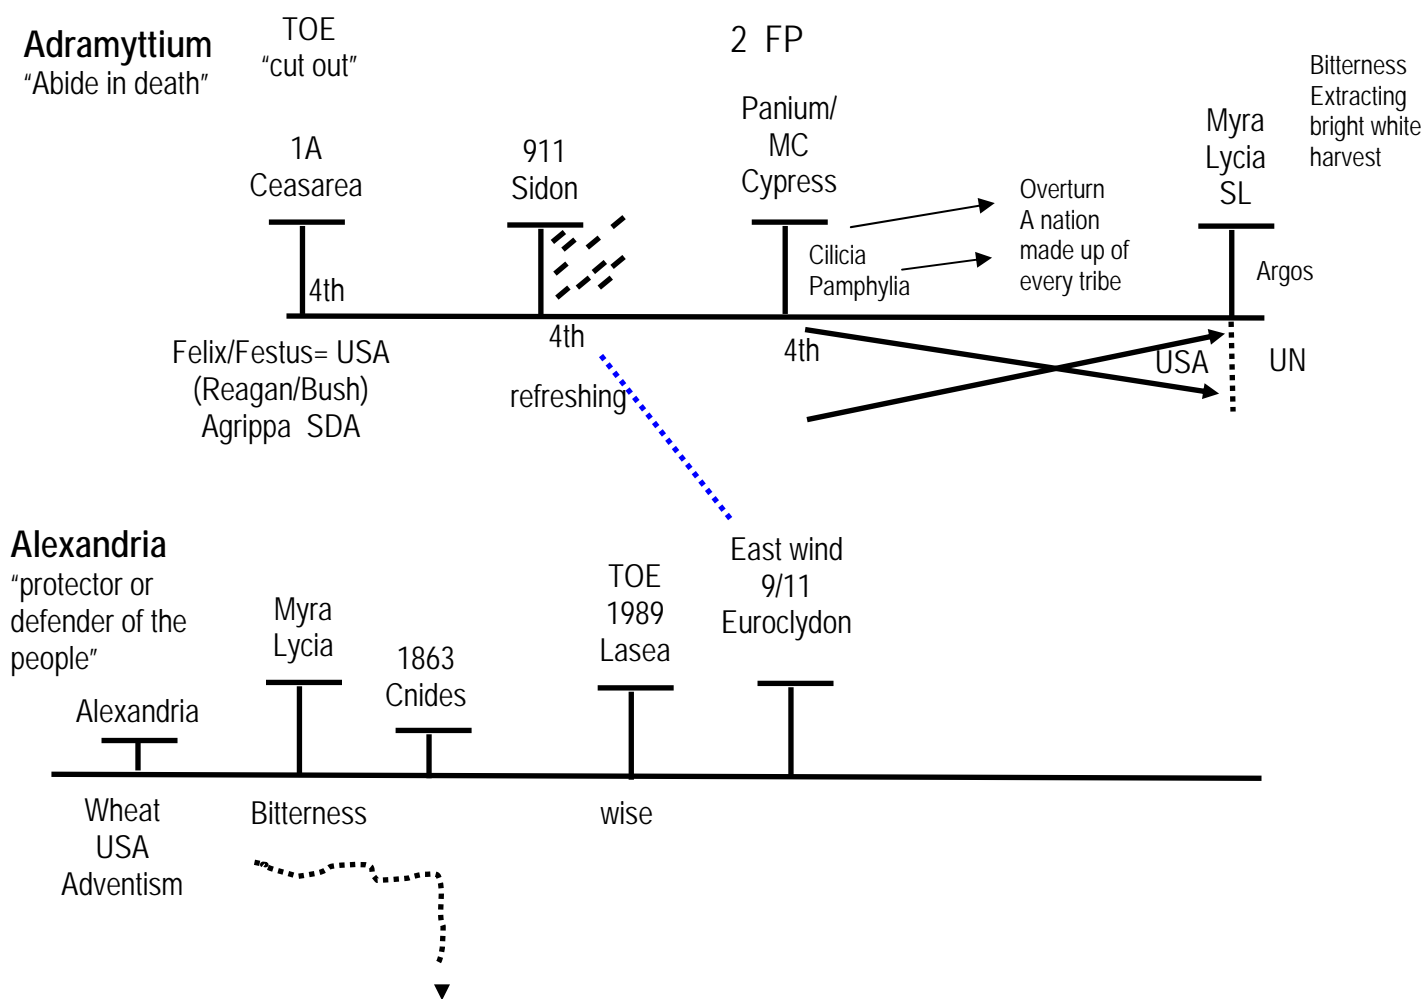 Adramyttium
"Abide in death"
TOE
"cut out"
2 FP
Bitterness
Extracting
bright white
harvest
1A
Ceasarea
911
Sidon
Panium/
MC
Cypress
Myra
Lycia
SL
Overturn
A nation
made up of
every tribe
Cilicia
Pamphylia
Argos
4th
4th
4th
Felix/Festus= USA
(Reagan/Bush)
Agrippa SDA
refreshing
USA
UN
Alexandria
"protector or
defender of the
people"
Alexandria
Myra
Lycia
1863
Cnides
TOE
1989
Lasea
East wind
9/11
Euroclydon
Wheat
USA
Adventism
Bitterness
wise